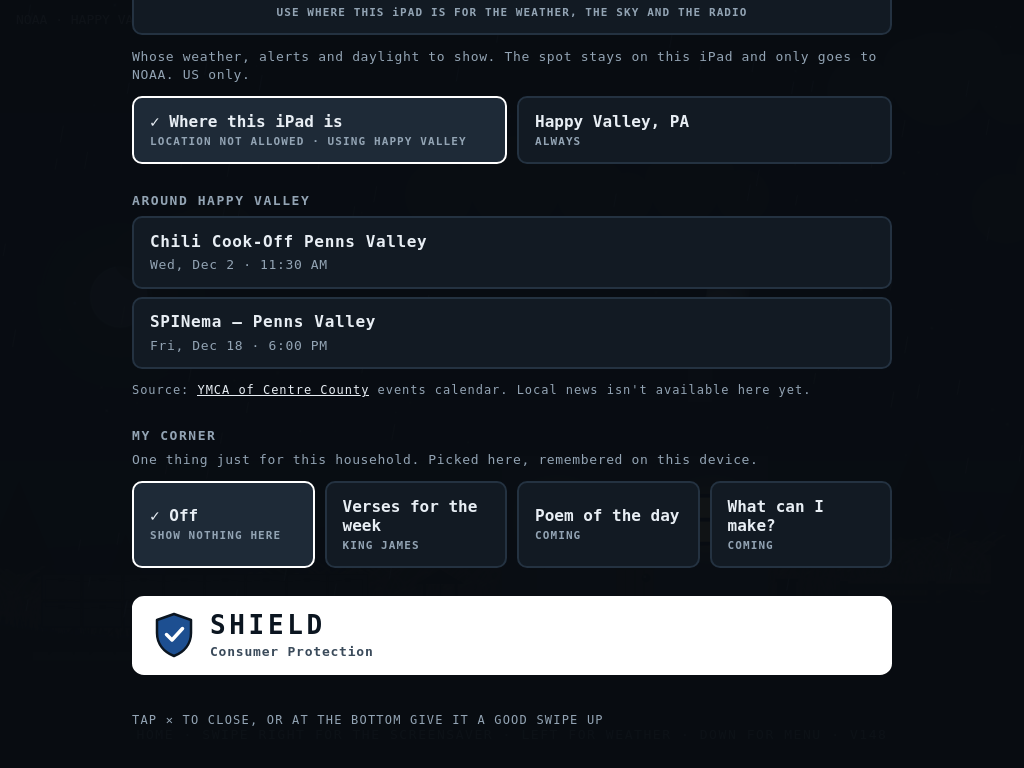 USE WHERE THIS iPAD IS FOR THE WEATHER, THE SKY AND THE RADIO
Whose weather, alerts and daylight to show. The spot stays on this iPad and only goes to
NOAA. US only.
✓ Where this iPad is
LOCATION NOT ALLOWED · USING HAPPY VALLEY
Happy Valley, PA
ALWAYS
AROUND HAPPY VALLEY
Chili Cook-Off Penns Valley
Wed, Dec 2 · 11:30 AM
SPINema – Penns Valley
Fri, Dec 18 · 6:00 PM
Source: YMCA of Centre County events calendar. Local news isn't available here yet.
MY CORNER
One thing just for this household. Picked here, remembered on this device.
✓ Off
SHOW NOTHING HERE
Verses for the
week
KING JAMES
Poem of the day
COMING
What can I
make?
COMING
SHIELD
Consumer Protection
TAP × TO CLOSE, OR AT THE BOTTOM GIVE IT A GOOD SWIPE UP